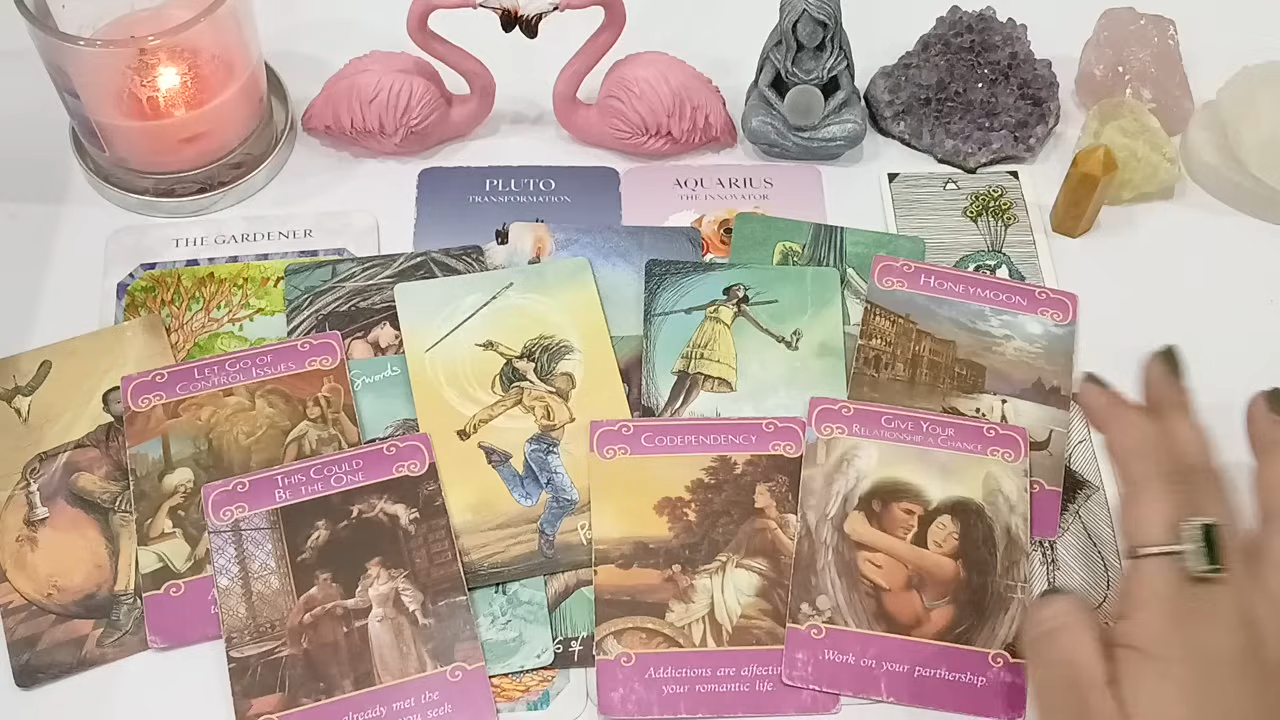 PLUTO
TRANSFORMATION
AQUARIUS
THE INNOVATOR
THE GARDENER
HONEYMOON
LET GO OF
CONTROL ISSUES
Swords
GIVE YOUR
RELATIONSHIP A CHANCE
CODEPENDENCY
THIS COULD
BE THE ONE
of
Addictions are affecting
your romantic life.
Work on your partnership.
already met the
you seek